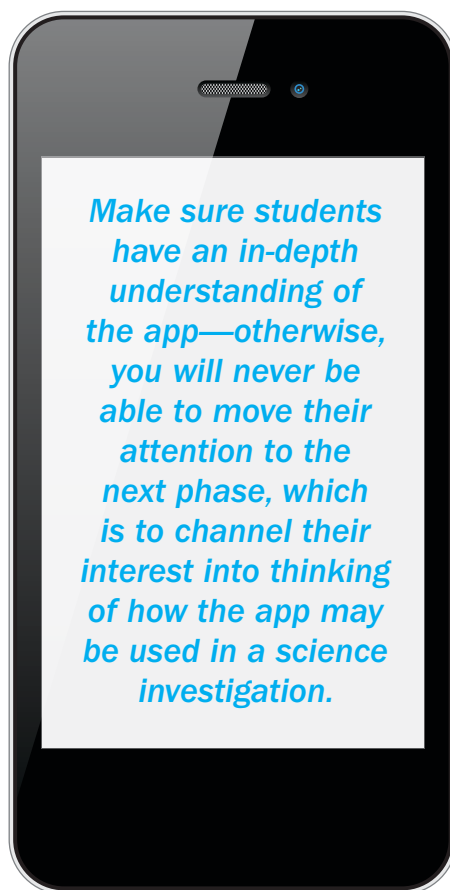 Make sure students
have an in-depth
understanding of
the app—otherwise,
you will never be
able to move their
attention to the
next phase, which
is to channel their
interest into thinking
of how the app may
be used in a science
investigation.